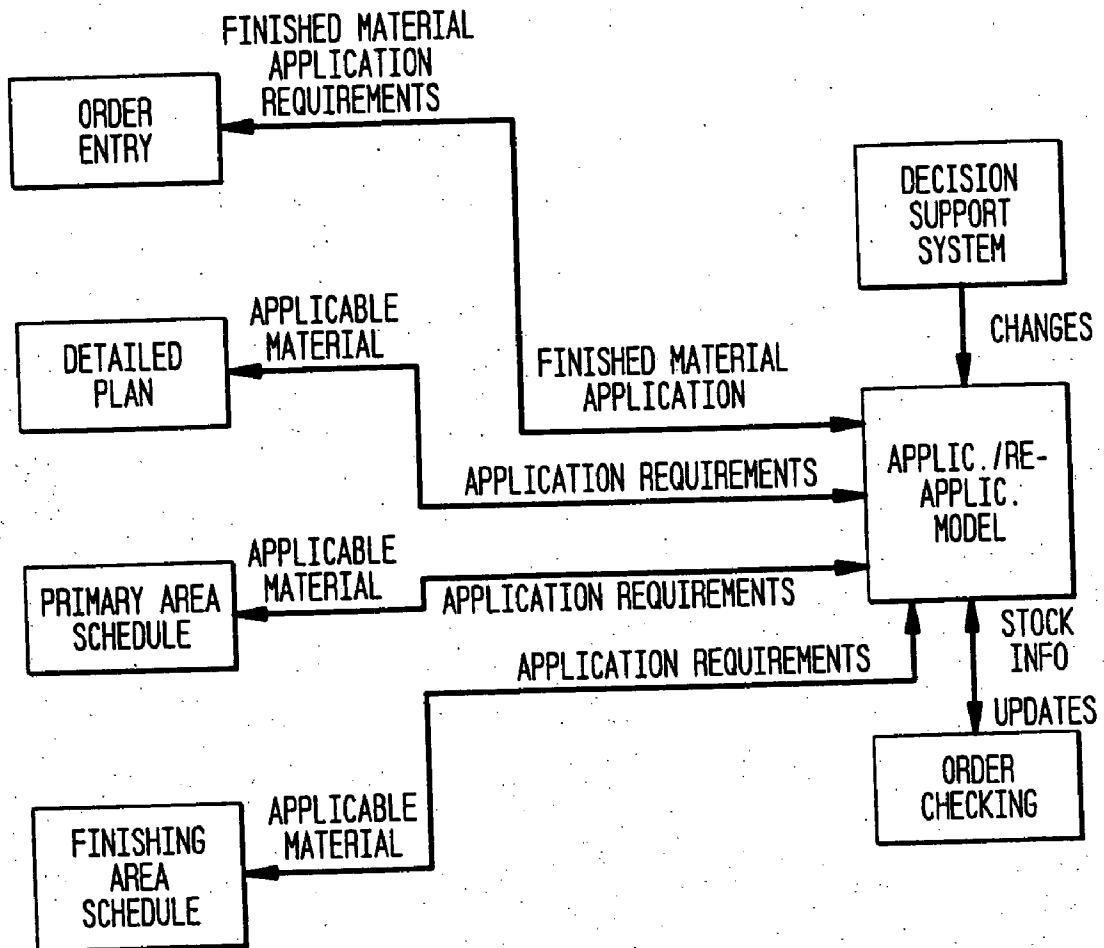 FINISHED MATERIAL
APPLICATION
REQUIREMENTS
ORDER
ENTRY
DECISION
SUPPORT
SYSTEM
CHANGES
APPLICABLE
MATERIAL
DETAILED
PLAN
FINISHED MATERIAL
APPLICATION
APPLICATION REQUIREMENTS
APPLIC./RE-
APPLIC.
MODEL
APPLICABLE
MATERIAL
PRIMARY AREA
SCHEDULE
APPLICATION REQUIREMENTS
APPLICATION REQUIREMENTS
STOCK
INFO
UPDATES
ORDER
CHECKING
APPLICABLE
MATERIAL
FINISHING
AREA
SCHEDULE